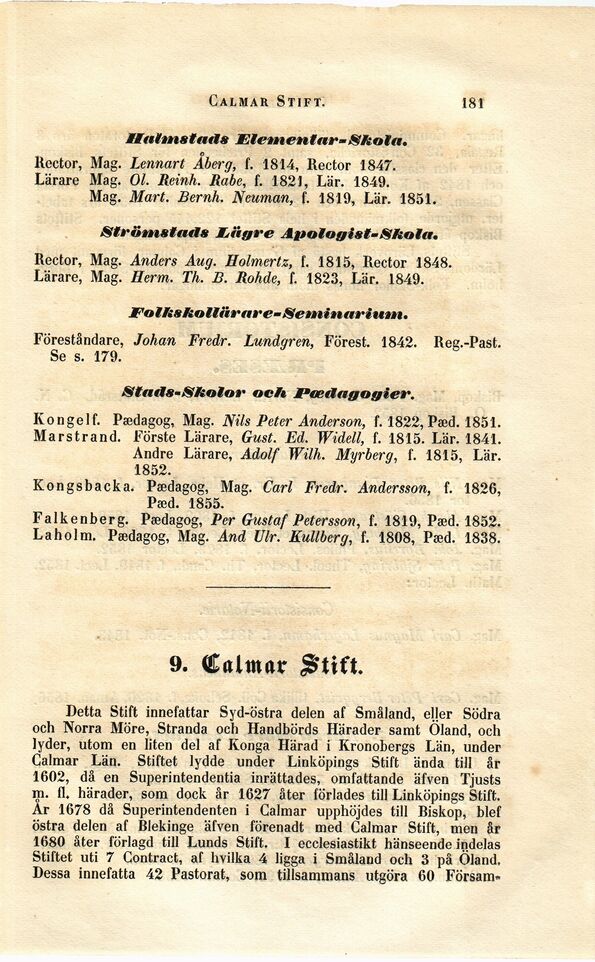 CALMAR STIFT. 181
Halmstads Elementar-Skola.
Rector, Mag. Lennart Åberg, f. 1814, Rector 1847.
Lärare Mag. Ol. Reinh. Rabe, f. 1821, Lär. 1849.
Mag. Mart. Bernh. Neuman, f. 1819, Lär. 1851.
Strömstads Lägre Apologist-Skola.
Rector, Mag. Anders Aug. Holmertz, f. 1815, Rector 1848.
Lärare, Mag. Herm. Th. B. Rohde, f. 1823, Lär. 1849.
Folkskollärare-Seminarium.
Föreståndare, Johan Fredr. Lundgren, Förest. 1842. Reg.-Past.
Se s. 179.
Stads-Skolor och Pædagogier.
Kongelf. Pædagog, Mag. Nils Peter Anderson, f. 1822, Pæd. 1851.
Marstrand. Förste Lärare, Gust. Ed. Widell, f. 1815. Lär. 1841.
Andre Lärare, Adolf Wilh. Myrberg, f. 1815, Lär.
1852.
Kongsbacka. Pædagog, Mag. Carl Fredr. Andersson, f. 1826,
Pæd. 1855.
Falkenberg. Pædagog, Per Gustaf Petersson, f. 1819, Pæd. 1852.
Laholm. Pædagog, Mag. And Ulr. Kullberg, f. 1808, Pæd. 1838.
9. Calmar Stift.
Detta Stift innefattar Syd-östra delen af Småland, eller Södra
och Norra Möre, Stranda och Handbörds Härader samt Öland, och
lyder, utom en liten del af Konga Härad i Kronobergs Län, under
Calmar Län. Stiftet lydde under Linköpings Stift ända till år
1602, då en Superintendentia inrättades, omfattande äfven Tjusts
m. fl. härader, som dock år 1627 åter förlades till Linköpings Stift.
År 1678 då Superintendenten i Calmar upphöjdes till Biskop, blef
östra delen af Blekinge äfven förenadt med Calmar Stift, men år
1680 åter förlagd till Lunds Stift. I ecclesiastikt hänseende indelas
Stiftet uti 7 Contract, af hvilka 4 ligga i Småland och 3 på Öland.
Dessa innefatta 42 Pastorat, som tillsammans utgöra 60 Försam-